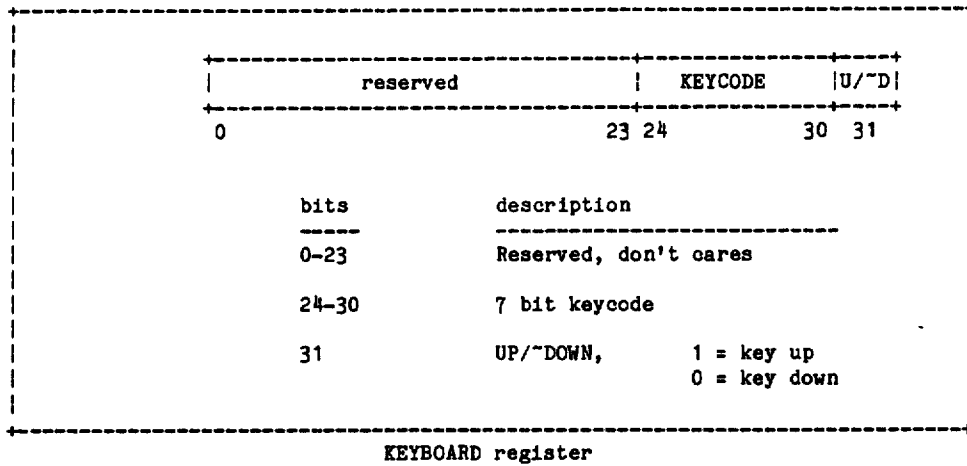 reserved | KEYCODE |U/~D|
0 23 24 30 31
bits description
0-23 Reserved, don't cares
24-30 7 bit keycode
31 UP/~DOWN, 1 = key up
0 = key down
KEYBOARD register